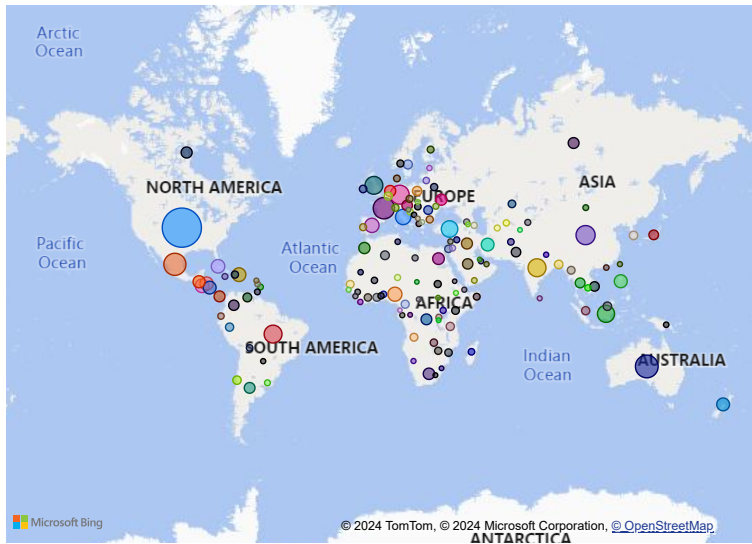 Arctic
Ocean
NORTH AMERICA
EUROPE
ASIA
Pacific
Ocean
Atlantic
Ocean
AFRICA
SOUTH AMERICA
Indian
Ocean
AUSTRALIA
Microsoft Bing
© 2024 TomTom, © 2024 Microsoft Corporation, © OpenStreetMap
ANTARCTICA